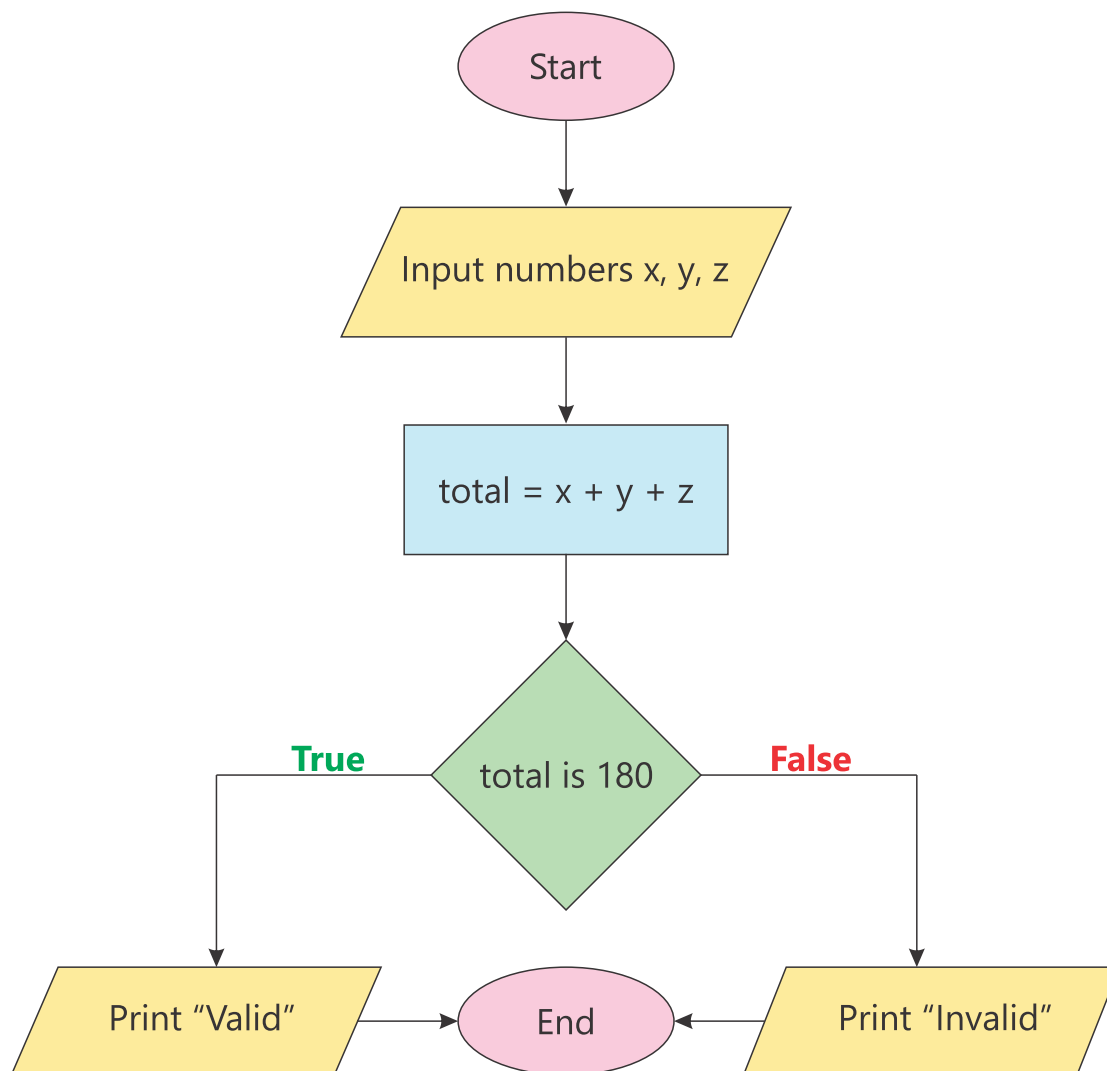 Start
Input numbers x, y, z
total = x + y + z
True
False
total is 180
Print “Valid”
End
Print “Invalid”